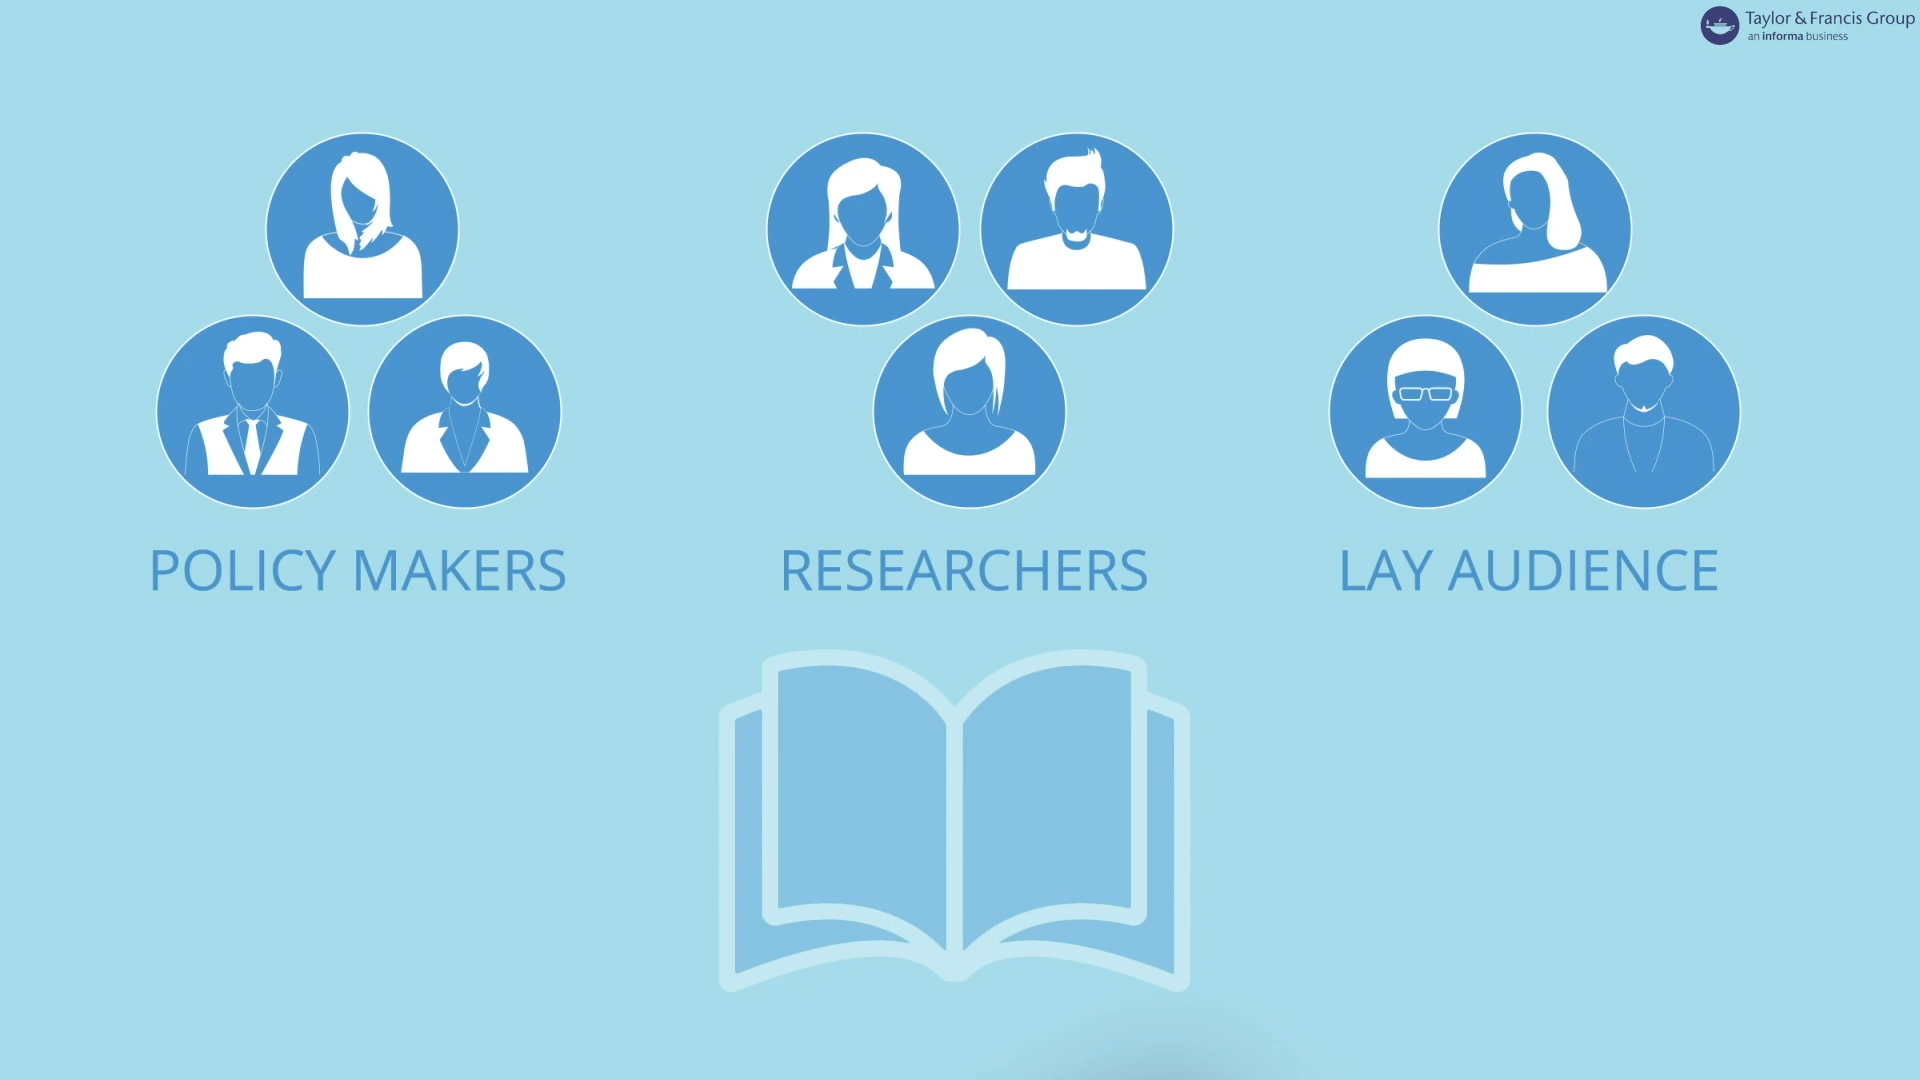 Taylor & Francis Group
an informa business
POLICY MAKERS
RESEARCHERS
LAY AUDIENCE